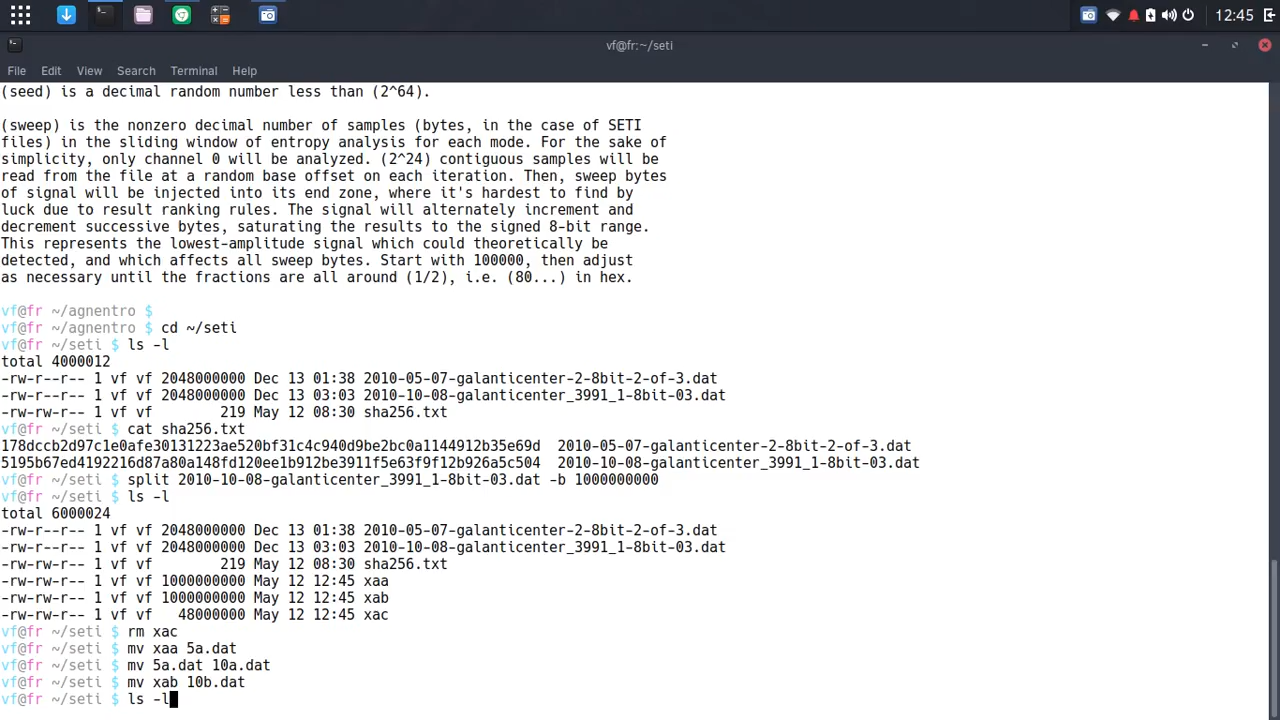 12:45
vf@fr:~/seti
File Edit View Search Terminal Help
(seed) is a decimal random number less than (2^64).
(sweep) is the nonzero decimal number of samples (bytes, in the case of SETI
files) in the sliding window of entropy analysis for each mode. For the sake of
simplicity, only channel 0 will be analyzed. (2^24) contiguous samples will be
read from the file at a random base offset on each iteration. Then, sweep bytes
of signal will be injected into its end zone, where it's hardest to find by
luck due to result ranking rules. The signal will alternately increment and
decrement successive bytes, saturating the results to the signed 8-bit range.
This represents the lowest-amplitude signal which could theoretically be
detected, and which affects all sweep bytes. Start with 100000, then adjust
as necessary until the fractions are all around (1/2), i.e. (80...) in hex.
vf@fr ~/agnentro $
vf@fr ~/agnentro $ cd ~/seti
vf@fr ~/seti $ ls -l
total 4000012
-rw-r--r-- 1 vf vf 2048000000 Dec 13 01:38 2010-05-07-galanticenter-2-8bit-2-of-3.dat
-rw-r--r-- 1 vf vf 2048000000 Dec 13 03:03 2010-10-08-galanticenter_3991_1-8bit-03.dat
-rw-rw-r-- 1 vf vf        219 May 12 08:30 sha256.txt
vf@fr ~/seti $ cat sha256.txt
178dccb2d97c1e0afe30131223ae520bf31c4c940d9be2bc0a1144912b35e69d  2010-05-07-galanticenter-2-8bit-2-of-3.dat
5195b67ed4192216d87a80a148fd120ee1b912be3911f5e63f9f12b926a5c504  2010-10-08-galanticenter_3991_1-8bit-03.dat
vf@fr ~/seti $ split 2010-10-08-galanticenter_3991_1-8bit-03.dat -b 1000000000
vf@fr ~/seti $ ls -l
total 6000024
-rw-r--r-- 1 vf vf 2048000000 Dec 13 01:38 2010-05-07-galanticenter-2-8bit-2-of-3.dat
-rw-r--r-- 1 vf vf 2048000000 Dec 13 03:03 2010-10-08-galanticenter_3991_1-8bit-03.dat
-rw-rw-r-- 1 vf vf        219 May 12 08:30 sha256.txt
-rw-rw-r-- 1 vf vf 1000000000 May 12 12:45 xaa
-rw-rw-r-- 1 vf vf 1000000000 May 12 12:45 xab
-rw-rw-r-- 1 vf vf   48000000 May 12 12:45 xac
vf@fr ~/seti $ rm xac
vf@fr ~/seti $ mv xaa 5a.dat
vf@fr ~/seti $ mv 5a.dat 10a.dat
vf@fr ~/seti $ mv xab 10b.dat
vf@fr ~/seti $ ls -l